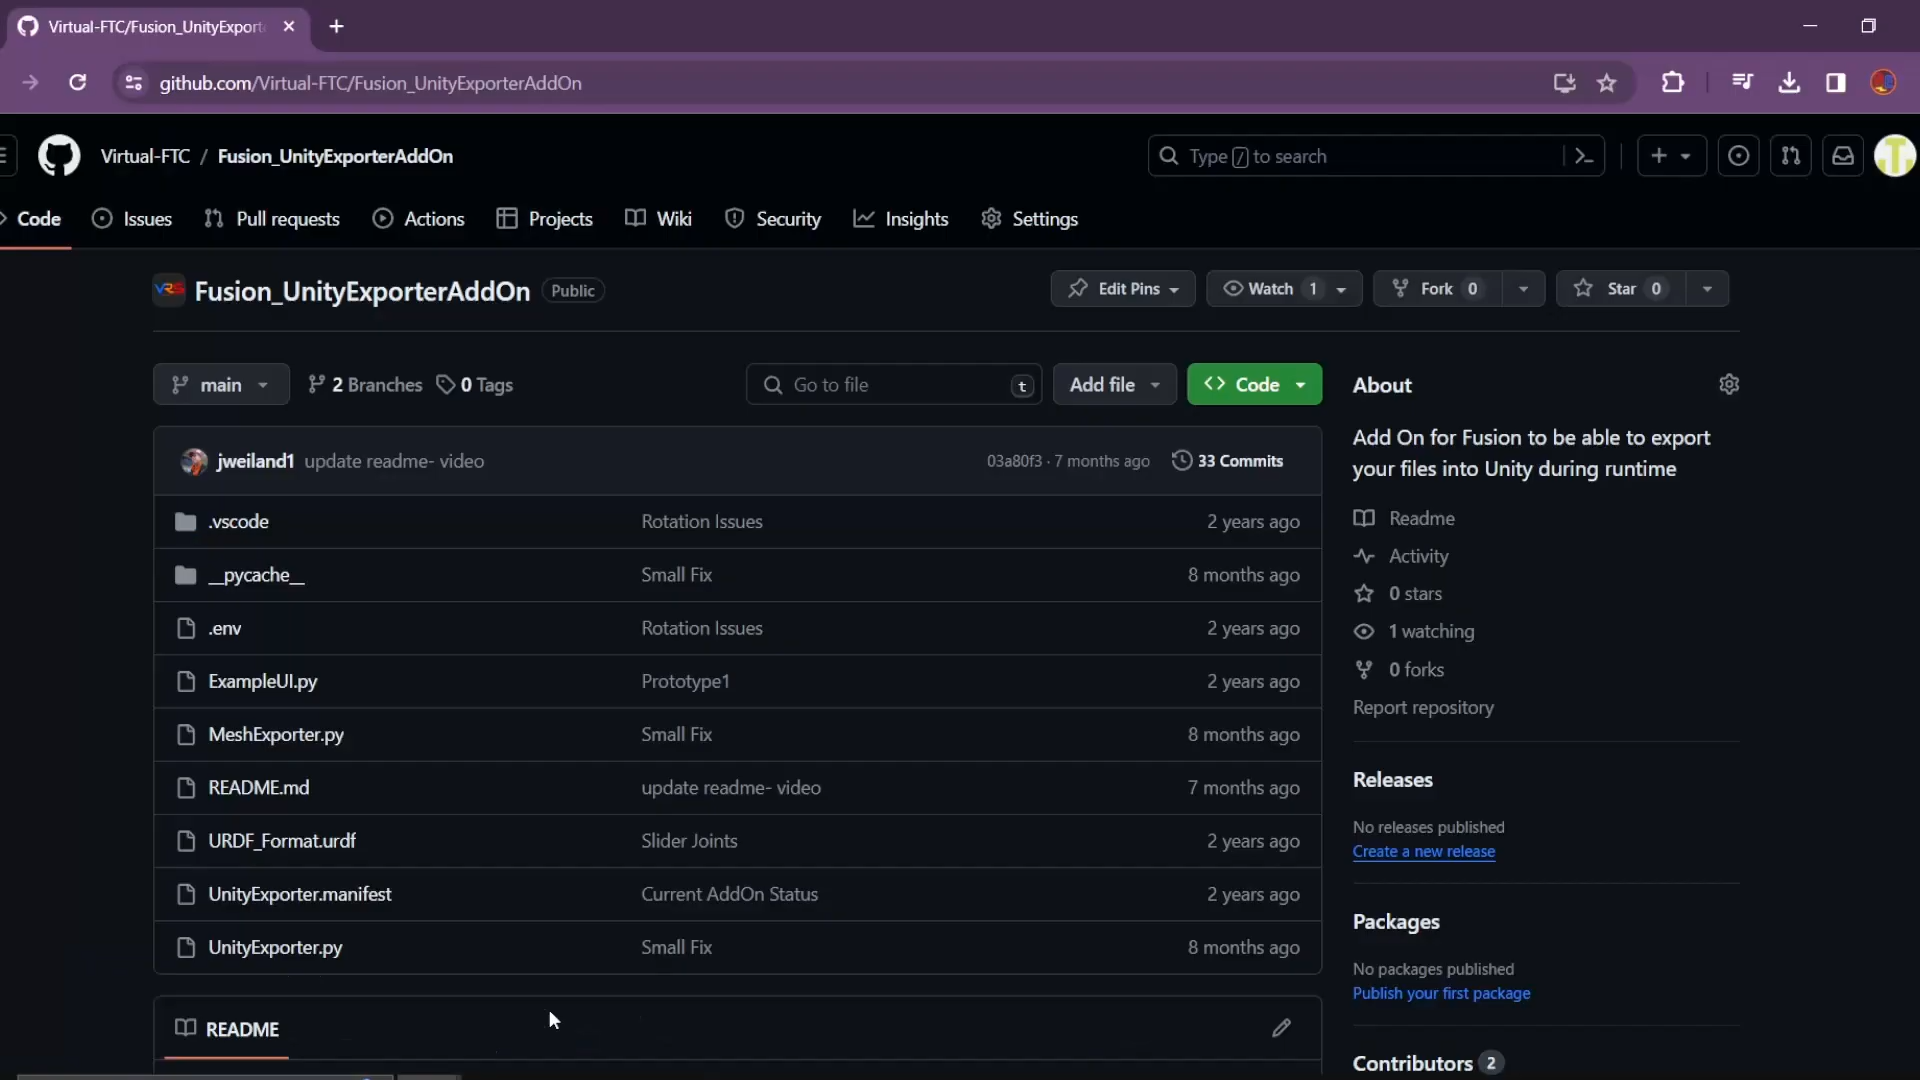 Virtual-FTC/Fusion_UnityExport
github.com/Virtual-FTC/Fusion_UnityExporterAddOn
Virtual-FTC / Fusion_UnityExporterAddOn
Type / to search
Code
Issues
Pull requests
Actions
Projects
Wiki
Security
Insights
Settings
VRS
Fusion_UnityExporterAddOn
Public
Edit Pins
Watch 1
Fork 0
Star 0
main
2 Branches
0 Tags
Go to file
t
Add file
Code
jweiland1 update readme- video
03a80f3 · 7 months ago
33 Commits
.vscode Rotation Issues 2 years ago
__pycache__ Small Fix 8 months ago
.env Rotation Issues 2 years ago
ExampleUI.py Prototype1 2 years ago
MeshExporter.py Small Fix 8 months ago
README.md update readme- video 7 months ago
URDF_Format.urdf Slider Joints 2 years ago
UnityExporter.manifest Current AddOn Status 2 years ago
UnityExporter.py Small Fix 8 months ago
README
About
Add On for Fusion to be able to export
your files into Unity during runtime
Readme
Activity
0 stars
1 watching
0 forks
Report repository
Releases
No releases published
Create a new release
Packages
No packages published
Publish your first package
Contributors 2